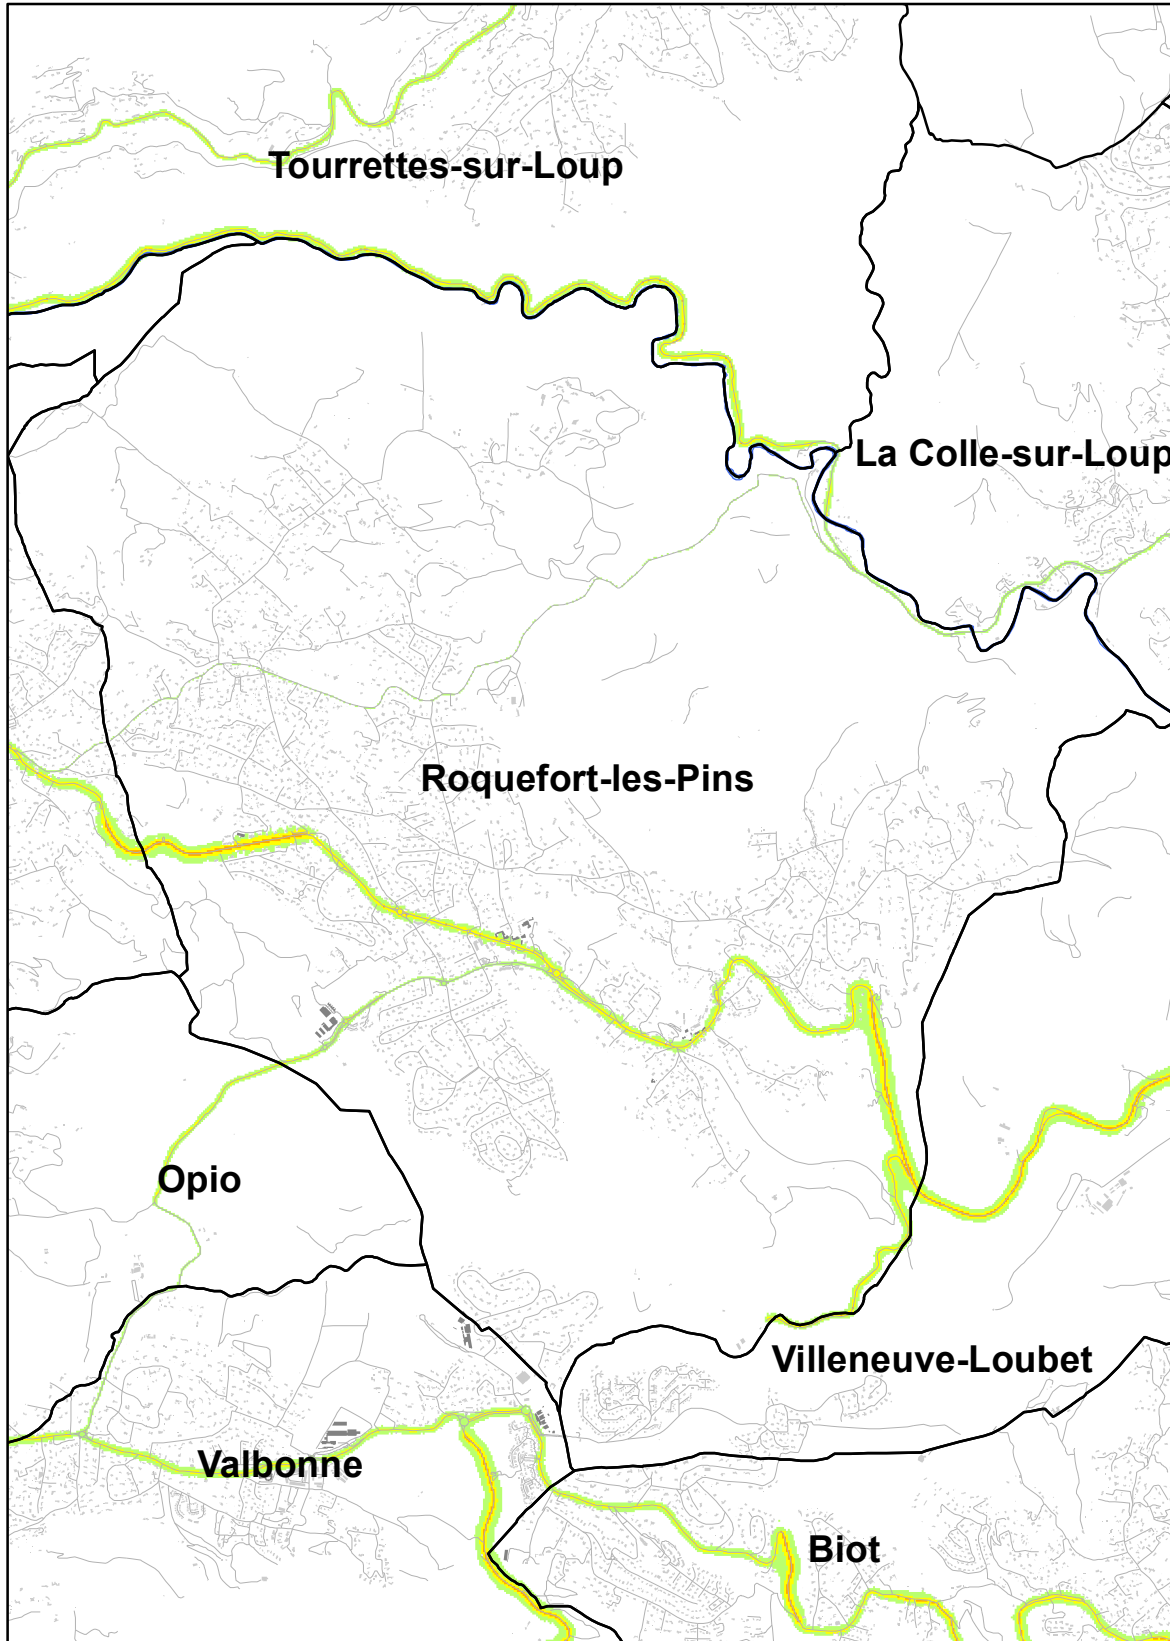 Tourrettes-sur-Loup
La Colle-sur-Loup
Roquefort-les-Pins
Opio
Villeneuve-Loubet
Valbonne
Biot